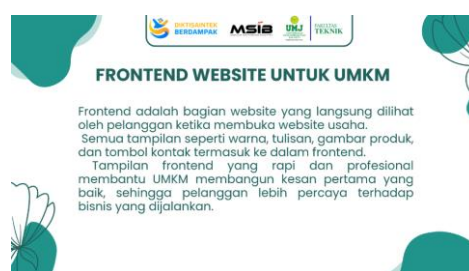 DIKTISAINTEK
BERDAMPAK
MSiB
UMJ
FAKULTAS
TEKNIK
FRONTEND WEBSITE UNTUK UMKM
Frontend adalah bagian website yang langsung dilihat
oleh pelanggan ketika membuka website usaha.
Semua tampilan seperti warna, tulisan, gambar produk,
dan tombol kontak termasuk ke dalam frontend.
Tampilan frontend yang rapi dan profesional
membantu UMKM membangun kesan pertama yang
baik, sehingga pelanggan lebih percaya terhadap
bisnis yang dijalankan.